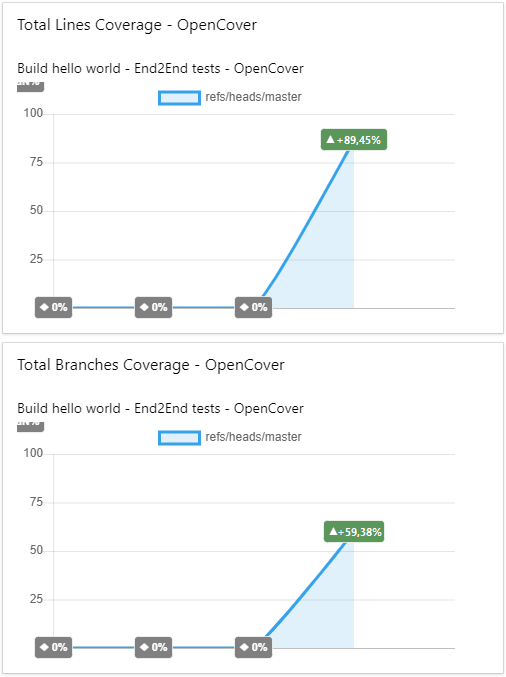 Total Lines Coverage - OpenCover
Build hello world - End2End tests - OpenCover
refs/heads/master
100
▲+89,45%
75
50
25
◆ 0% ◆ 0% ◆ 0%
Total Branches Coverage - OpenCover
Build hello world - End2End tests - OpenCover
refs/heads/master
100
75
▲+59,38%
50
25
◆ 0% ◆ 0% ◆ 0%